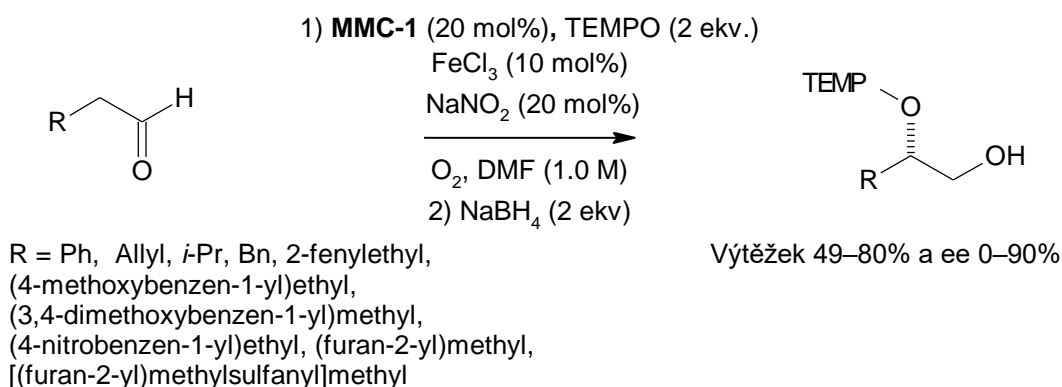 1) MMC-1 (20 mol%), TEMPO (2 ekv.)
FeCl3 (10 mol%)
NaNO2 (20 mol%)
O2, DMF (1.0 M)
2) NaBH4 (2 ekv)
R
H
O
TEMP
O
R
OH
R = Ph, Allyl, i-Pr, Bn, 2-fenylethyl,
(4-methoxybenzen-1-yl)ethyl,
(3,4-dimethoxybenzen-1-yl)methyl,
(4-nitrobenzen-1-yl)ethyl, (furan-2-yl)methyl,
[(furan-2-yl)methylsulfanyl]methyl
Výtěžek 49–80% a ee 0–90%